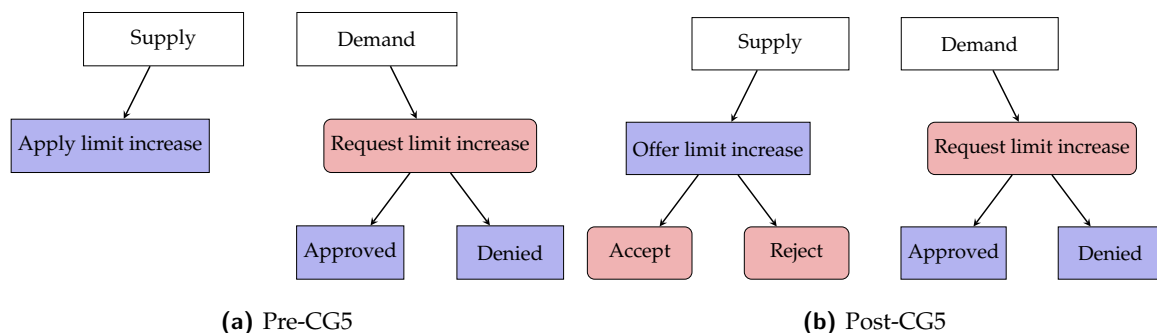 Supply
Demand
Apply limit increase
Request limit increase
Approved
Denied
(a) Pre-CG5
Supply
Demand
Offer limit increase
Request limit increase
Accept
Reject
Approved
Denied
(b) Post-CG5